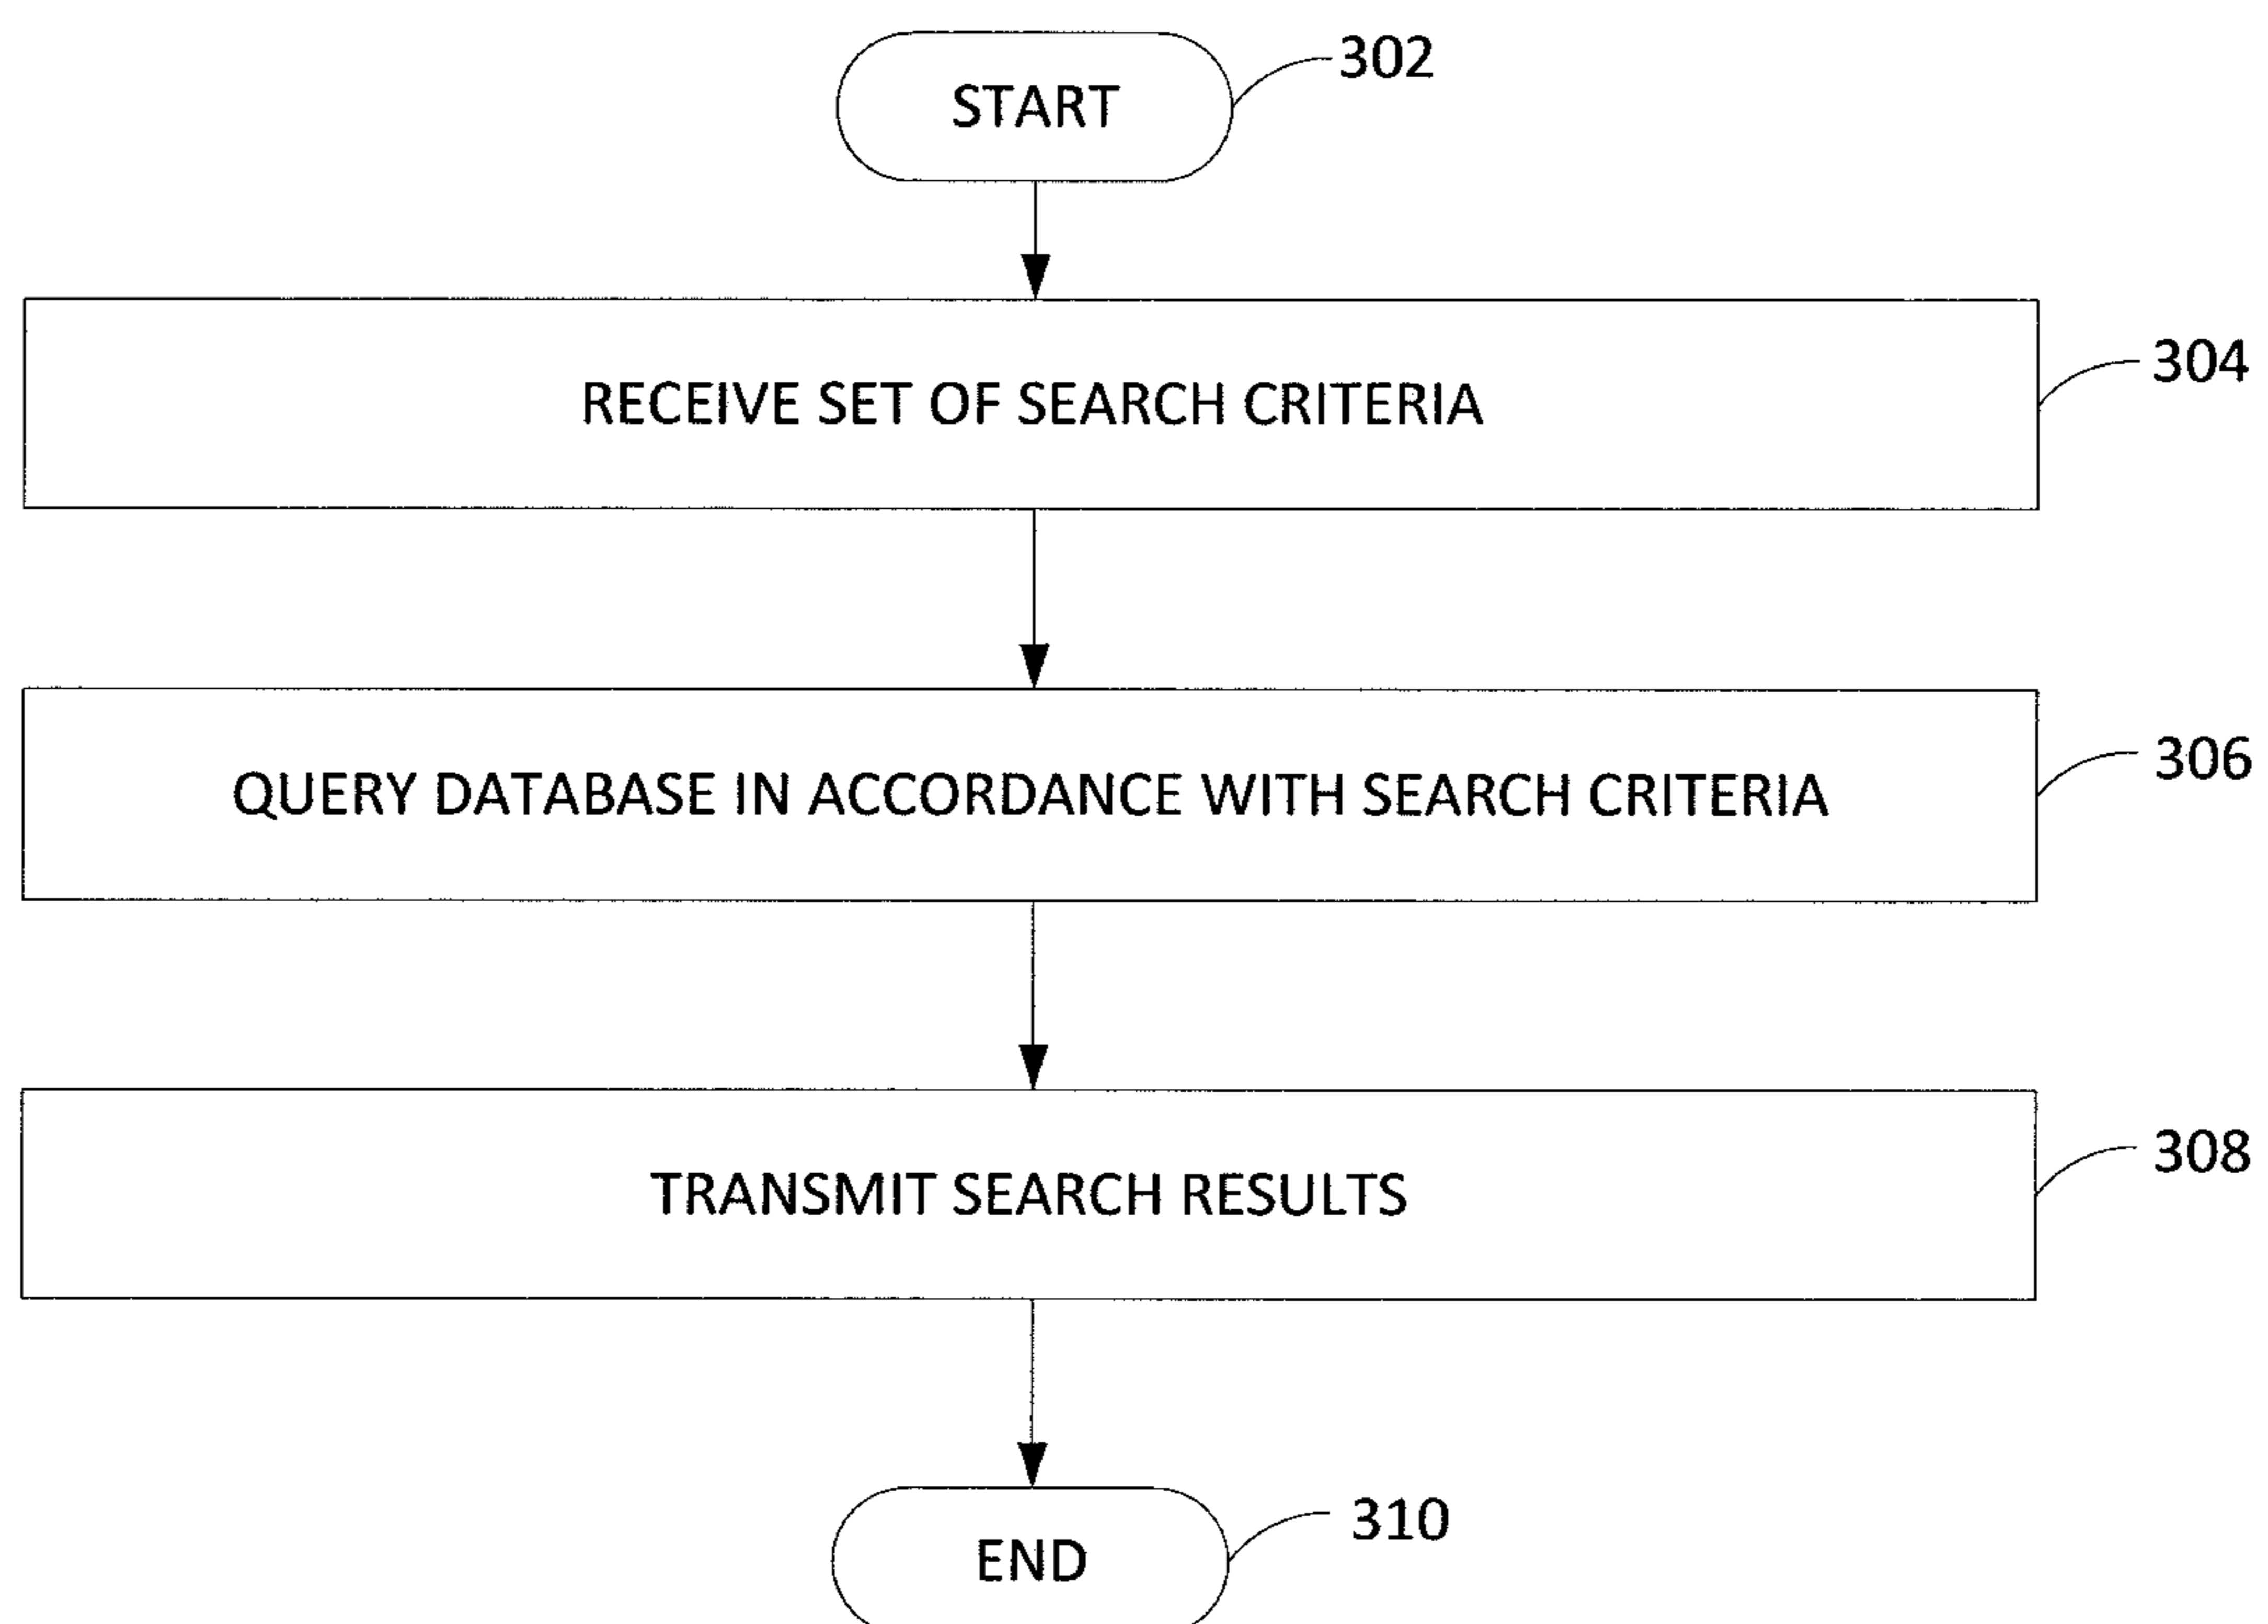 START
302
RECEIVE SET OF SEARCH CRITERIA
304
QUERY DATABASE IN ACCORDANCE WITH SEARCH CRITERIA
306
TRANSMIT SEARCH RESULTS
308
END
310